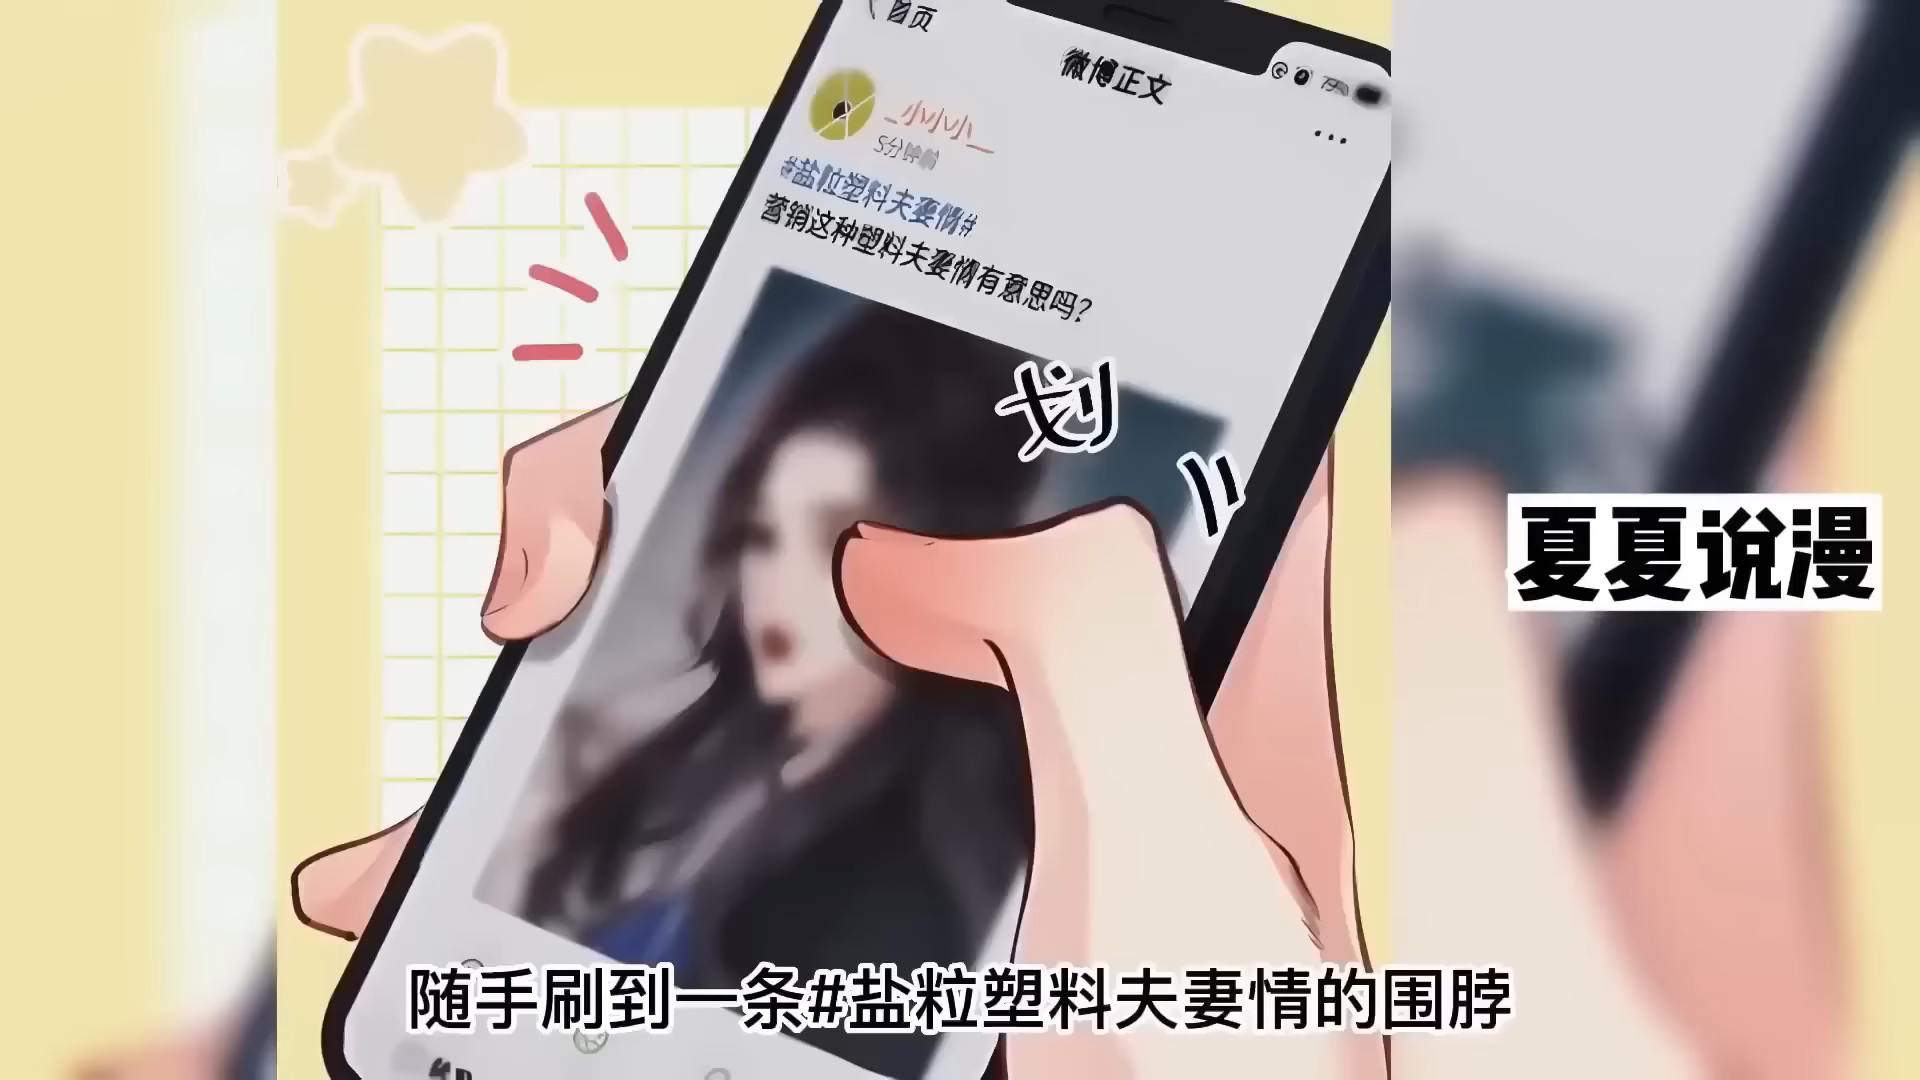 首页
微博正文
79%
...
_小小小__
5分钟前
#盐粒塑料夫妻情#
营销这种塑料夫妻情有意思吗?
划
夏夏说漫
随手刷到一条#盐粒塑料夫妻情的围脖